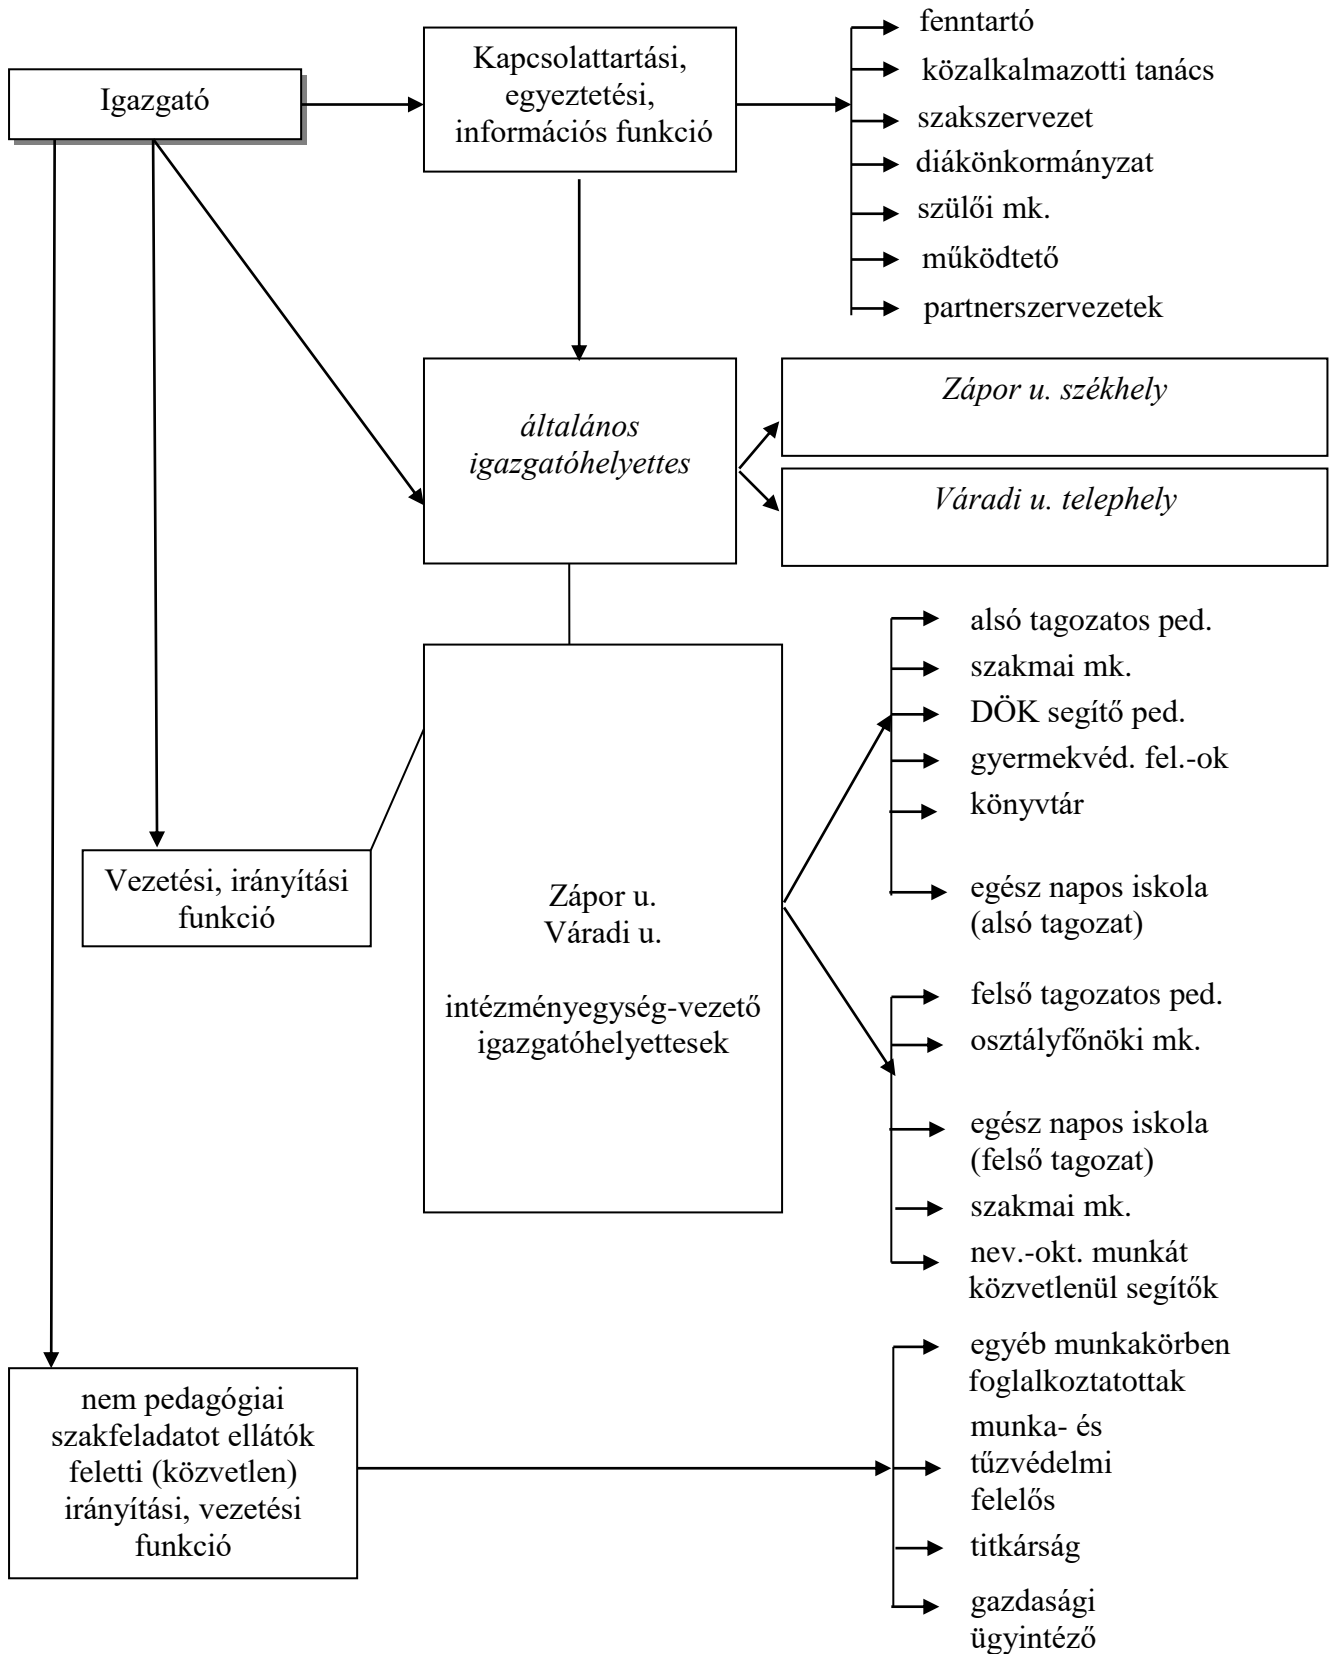 Igazgató
Kapcsolattartási,
egyeztetési,
információs funkció
fenntartó
közalkalmazotti tanács
szakszervezet
diákönkormányzat
szülői mk.
működtető
partnerszervezetek
általános
igazgatóhelyettes
Zápor u. székhely
Váradi u. telephely
Vezetési, irányítási
funkció
Zápor u.
Váradi u.
intézményegység-vezető
igazgatóhelyettesek
alsó tagozatos ped.
szakmai mk.
DÖK segítő ped.
gyermekvéd. fel.-ok
könyvtár
egész napos iskola
(alsó tagozat)
felső tagozatos ped.
osztályfőnöki mk.
egész napos iskola
(felső tagozat)
szakmai mk.
nev.-okt. munkát
közvetlenül segítők
nem pedagógiai
szakfeladatot ellátók
feletti (közvetlen)
irányítási, vezetési
funkció
egyéb munkakörben
foglalkoztatottak
munka- és
tűzvédelmi
felelős
titkárság
gazdasági
ügyintéző